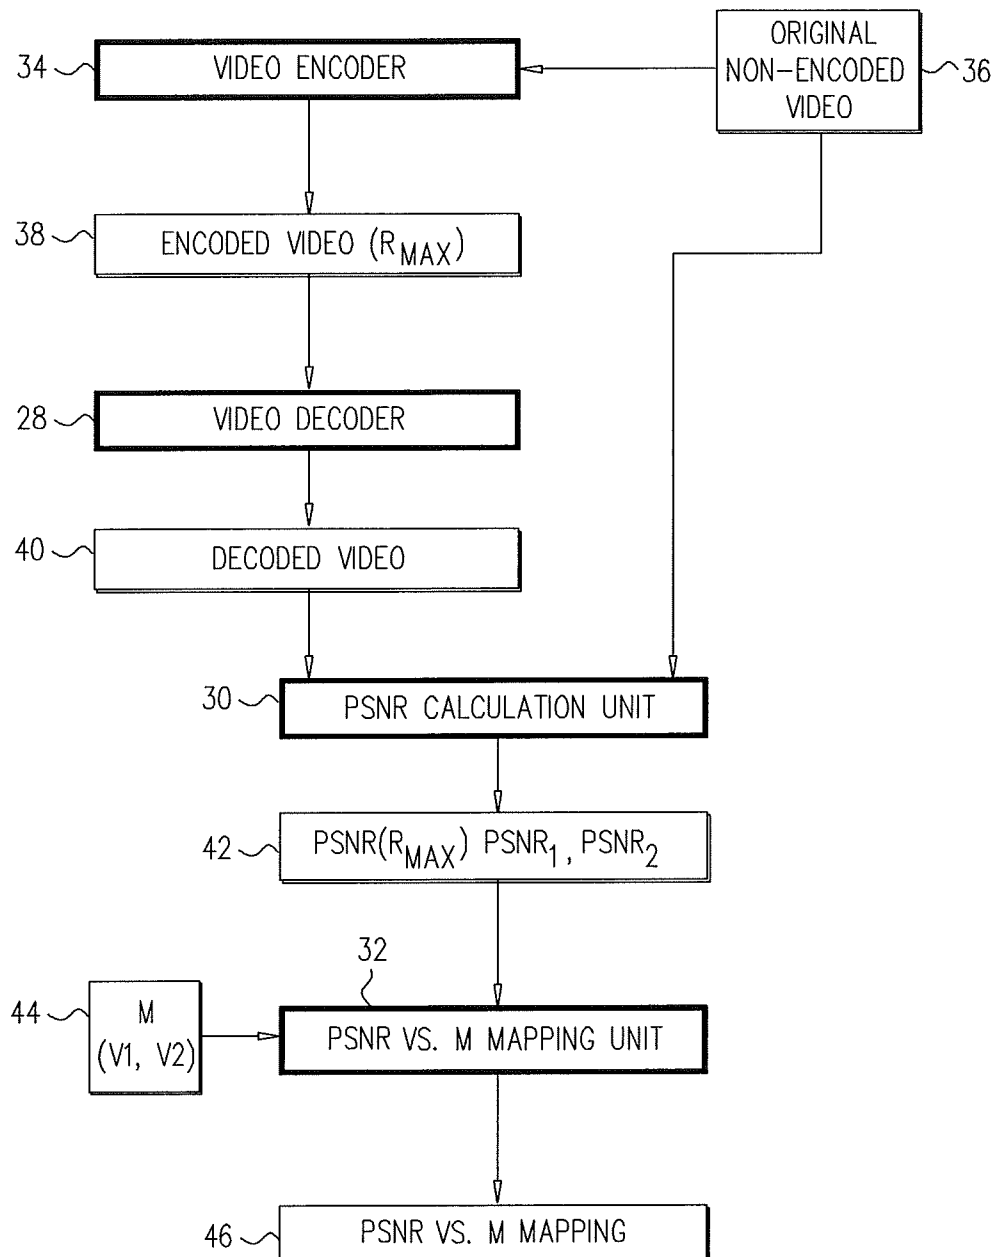 34
VIDEO ENCODER
ORIGINAL
NON-ENCODED
VIDEO
36
38
ENCODED VIDEO (R_MAX)
28
VIDEO DECODER
40
DECODED VIDEO
30
PSNR CALCULATION UNIT
42
PSNR(R_MAX) PSNR_1, PSNR_2
32
44
M
(V1, V2)
PSNR VS. M MAPPING UNIT
46
PSNR VS. M MAPPING